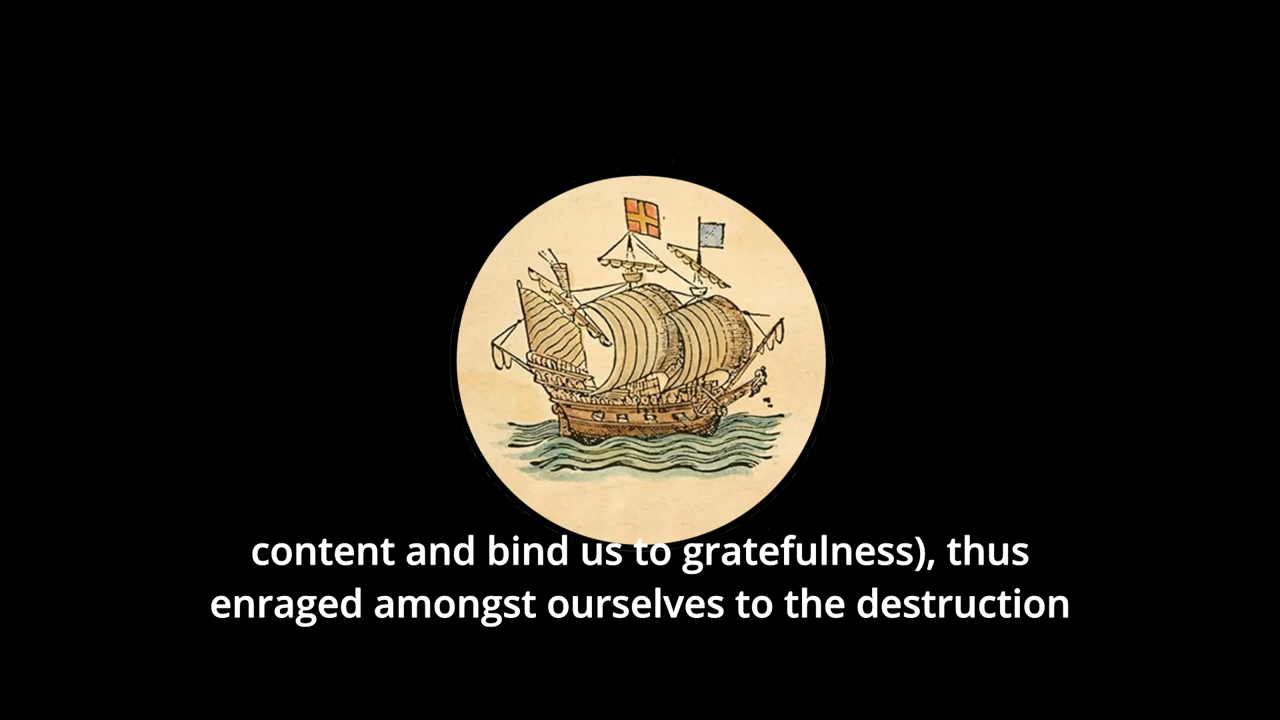 content and bind us to gratefulness), thus
enraged amongst ourselves to the destruction